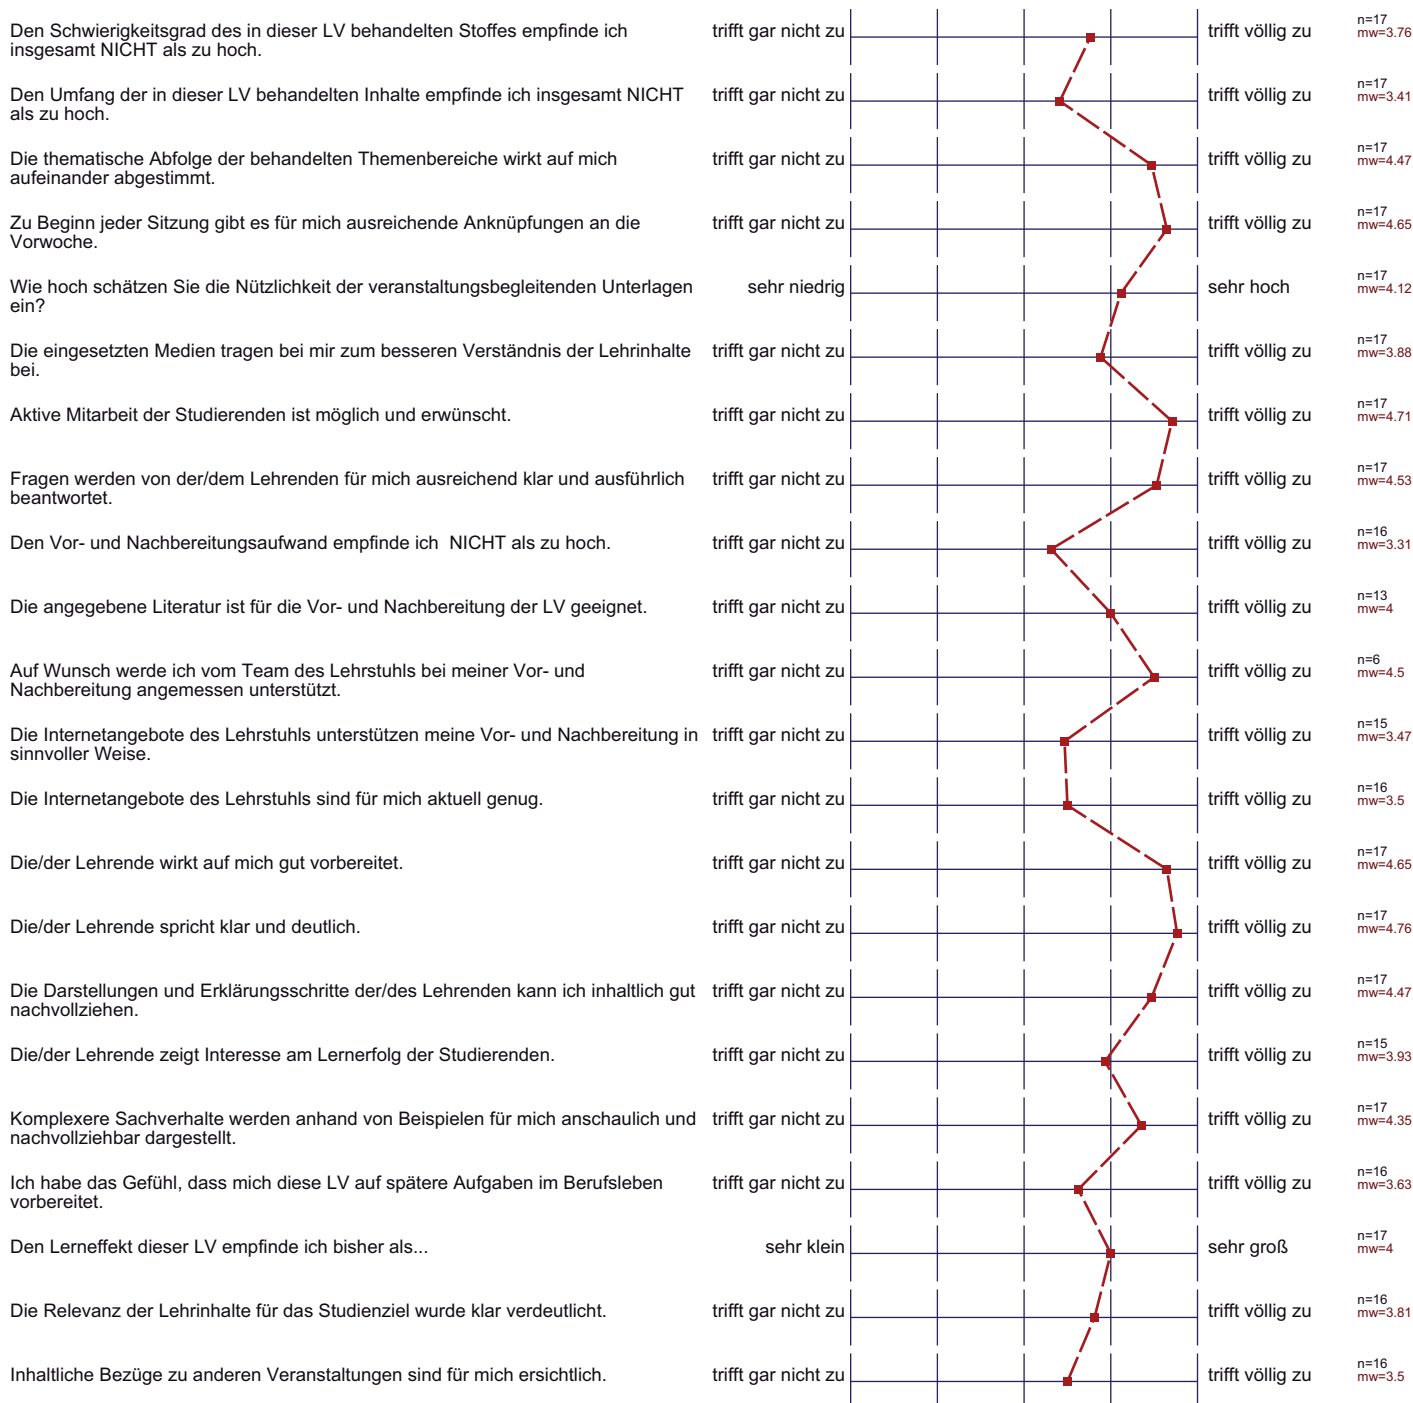 Den Schwierigkeitsgrad des in dieser LV behandelten Stoffes empfinde ich
insgesamt NICHT als zu hoch.
trifft gar nicht zu
trifft völlig zu
n=17
mw=3.76
Den Umfang der in dieser LV behandelten Inhalte empfinde ich insgesamt NICHT
als zu hoch.
trifft gar nicht zu
trifft völlig zu
n=17
mw=3.41
Die thematische Abfolge der behandelten Themenbereiche wirkt auf mich
aufeinander abgestimmt.
trifft gar nicht zu
trifft völlig zu
n=17
mw=4.47
Zu Beginn jeder Sitzung gibt es für mich ausreichende Anknüpfungen an die
Vorwoche.
trifft gar nicht zu
trifft völlig zu
n=17
mw=4.65
Wie hoch schätzen Sie die Nützlichkeit der veranstaltungsbegleitenden Unterlagen
ein?
sehr niedrig
sehr hoch
n=17
mw=4.12
Die eingesetzten Medien tragen bei mir zum besseren Verständnis der Lehrinhalte
bei.
trifft gar nicht zu
trifft völlig zu
n=17
mw=3.88
Aktive Mitarbeit der Studierenden ist möglich und erwünscht.
trifft gar nicht zu
trifft völlig zu
n=17
mw=4.71
Fragen werden von der/dem Lehrenden für mich ausreichend klar und ausführlich
beantwortet.
trifft gar nicht zu
trifft völlig zu
n=17
mw=4.53
Den Vor- und Nachbereitungsaufwand empfinde ich  NICHT als zu hoch.
trifft gar nicht zu
trifft völlig zu
n=16
mw=3.31
Die angegebene Literatur ist für die Vor- und Nachbereitung der LV geeignet.
trifft gar nicht zu
trifft völlig zu
n=13
mw=4
Auf Wunsch werde ich vom Team des Lehrstuhls bei meiner Vor- und
Nachbereitung angemessen unterstützt.
trifft gar nicht zu
trifft völlig zu
n=6
mw=4.5
Die Internetangebote des Lehrstuhls unterstützen meine Vor- und Nachbereitung in
sinnvoller Weise.
trifft gar nicht zu
trifft völlig zu
n=15
mw=3.47
Die Internetangebote des Lehrstuhls sind für mich aktuell genug.
trifft gar nicht zu
trifft völlig zu
n=16
mw=3.5
Die/der Lehrende wirkt auf mich gut vorbereitet.
trifft gar nicht zu
trifft völlig zu
n=17
mw=4.65
Die/der Lehrende spricht klar und deutlich.
trifft gar nicht zu
trifft völlig zu
n=17
mw=4.76
Die Darstellungen und Erklärungsschritte der/des Lehrenden kann ich inhaltlich gut
nachvollziehen.
trifft gar nicht zu
trifft völlig zu
n=17
mw=4.47
Die/der Lehrende zeigt Interesse am Lernerfolg der Studierenden.
trifft gar nicht zu
trifft völlig zu
n=15
mw=3.93
Komplexere Sachverhalte werden anhand von Beispielen für mich anschaulich und
nachvollziehbar dargestellt.
trifft gar nicht zu
trifft völlig zu
n=17
mw=4.35
Ich habe das Gefühl, dass mich diese LV auf spätere Aufgaben im Berufsleben
vorbereitet.
trifft gar nicht zu
trifft völlig zu
n=16
mw=3.63
Den Lerneffekt dieser LV empfinde ich bisher als...
sehr klein
sehr groß
n=17
mw=4
Die Relevanz der Lehrinhalte für das Studienziel wurde klar verdeutlicht.
trifft gar nicht zu
trifft völlig zu
n=16
mw=3.81
Inhaltliche Bezüge zu anderen Veranstaltungen sind für mich ersichtlich.
trifft gar nicht zu
trifft völlig zu
n=16
mw=3.5